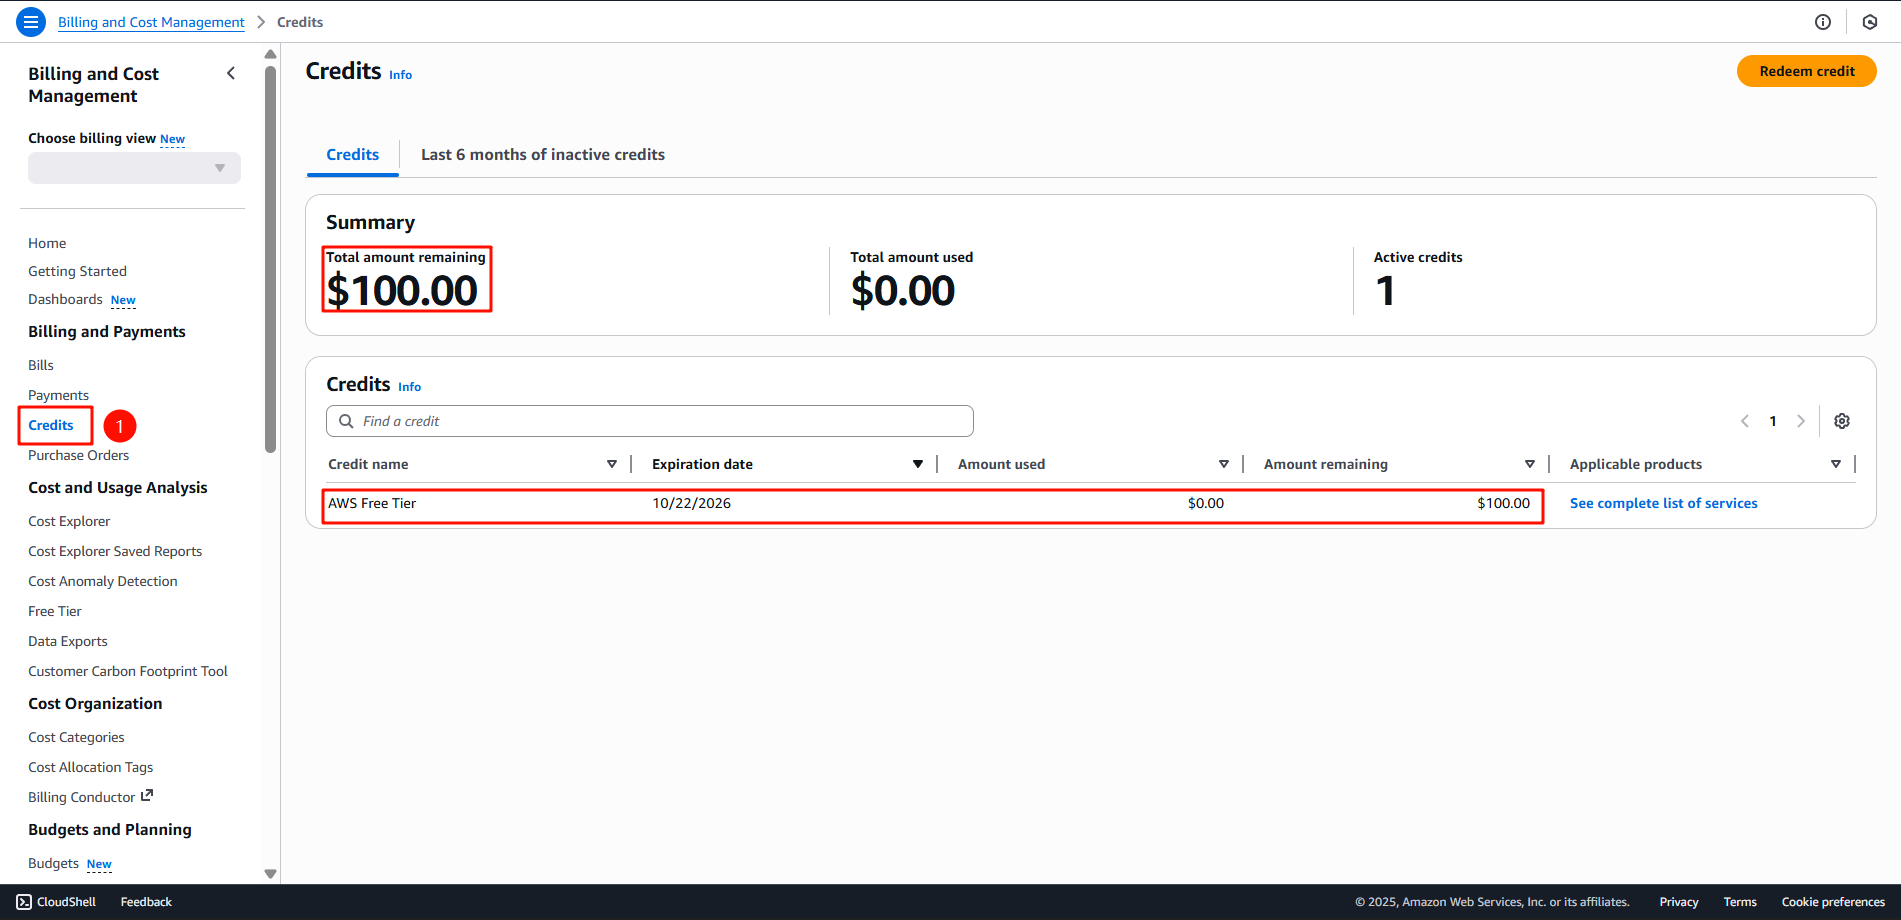 Billing and Cost Management > Credits
Billing and Cost Management
Choose billing view New
Home
Getting Started
Dashboards New
Billing and Payments
Bills
Payments
Credits 1
Purchase Orders
Cost and Usage Analysis
Cost Explorer
Cost Explorer Saved Reports
Cost Anomaly Detection
Free Tier
Data Exports
Customer Carbon Footprint Tool
Cost Organization
Cost Categories
Cost Allocation Tags
Billing Conductor
Budgets and Planning
Budgets New
Credits Info
Redeem credit
Credits Last 6 months of inactive credits
Summary
Total amount remaining
$100.00
Total amount used
$0.00
Active credits
1
Credits Info
Find a credit
1
Credit name Expiration date Amount used Amount remaining Applicable products
AWS Free Tier 10/22/2026 $0.00 $100.00 See complete list of services
CloudShell Feedback © 2025, Amazon Web Services, Inc. or its affiliates. Privacy Terms Cookie preferences